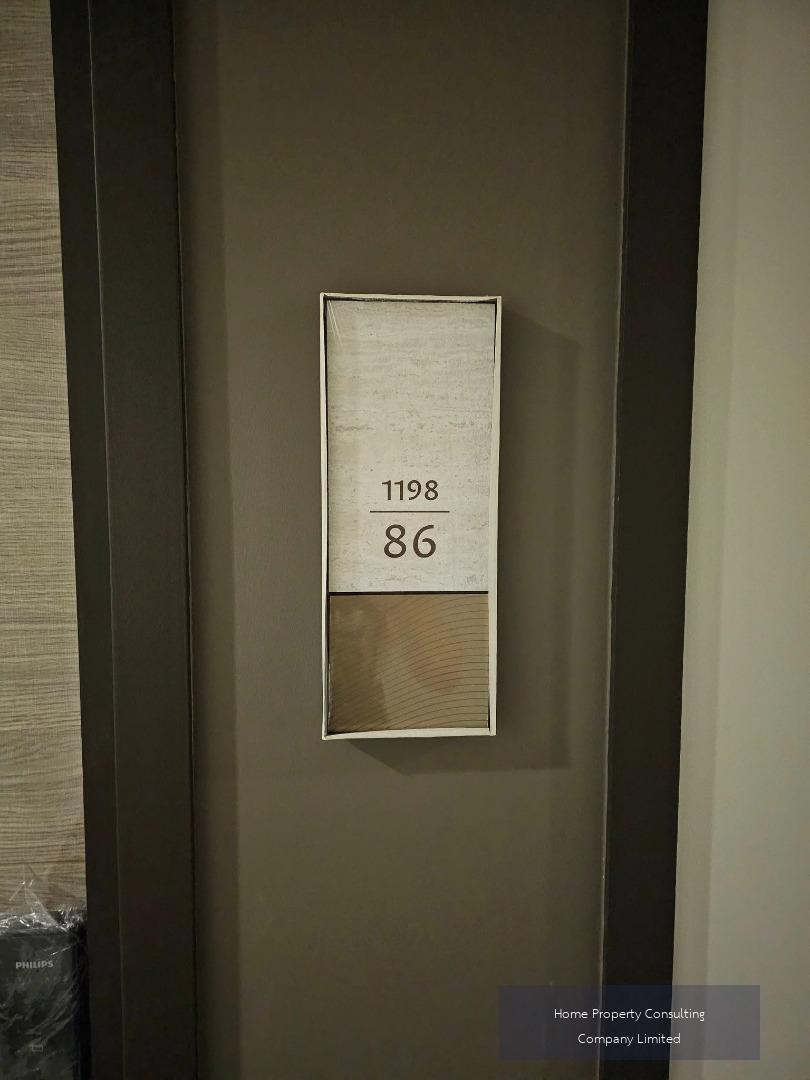 1198
86
PHILIPS
Home Property Consulting
Company Limited